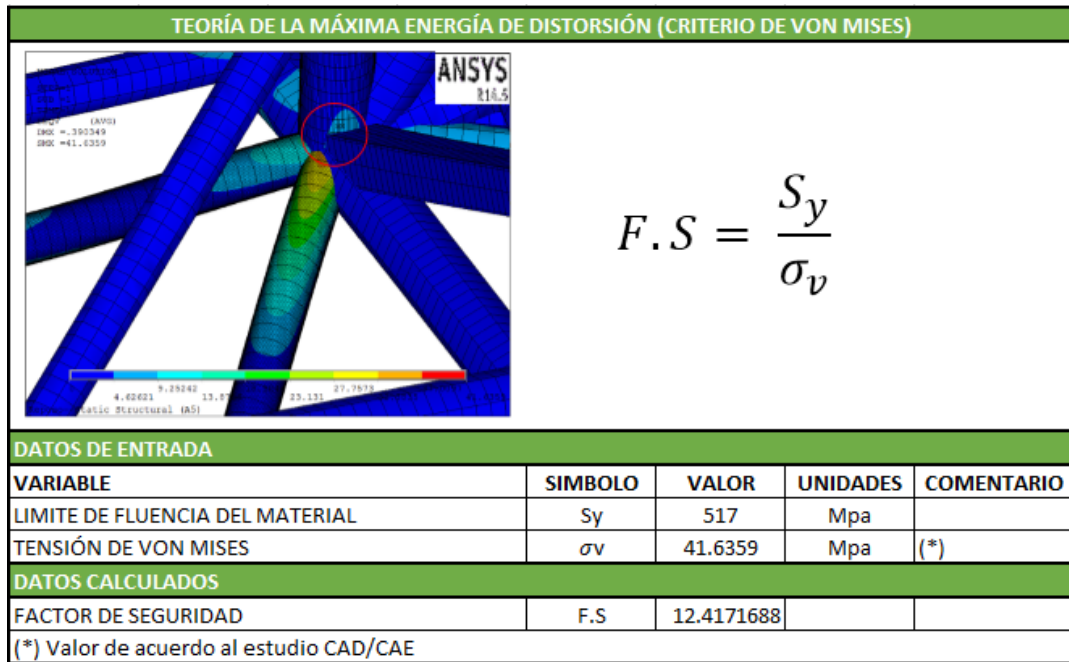 TEORÍA DE LA MÁXIMA ENERGÍA DE DISTORSIÓN (CRITERIO DE VON MISES)
ANSYS
R16.5
(AVG)
DMX =.390349
SMX =41.6359
4.62621 9.25242 23.131 27.7573
Static Structural (A5)
F.S = Sy / σv
DATOS DE ENTRADA
VARIABLE SIMBOLO VALOR UNIDADES COMENTARIO
LIMITE DE FLUENCIA DEL MATERIAL Sy 517 Mpa
TENSIÓN DE VON MISES σv 41.6359 Mpa (*)
DATOS CALCULADOS
FACTOR DE SEGURIDAD F.S 12.4171688
(*) Valor de acuerdo al estudio CAD/CAE